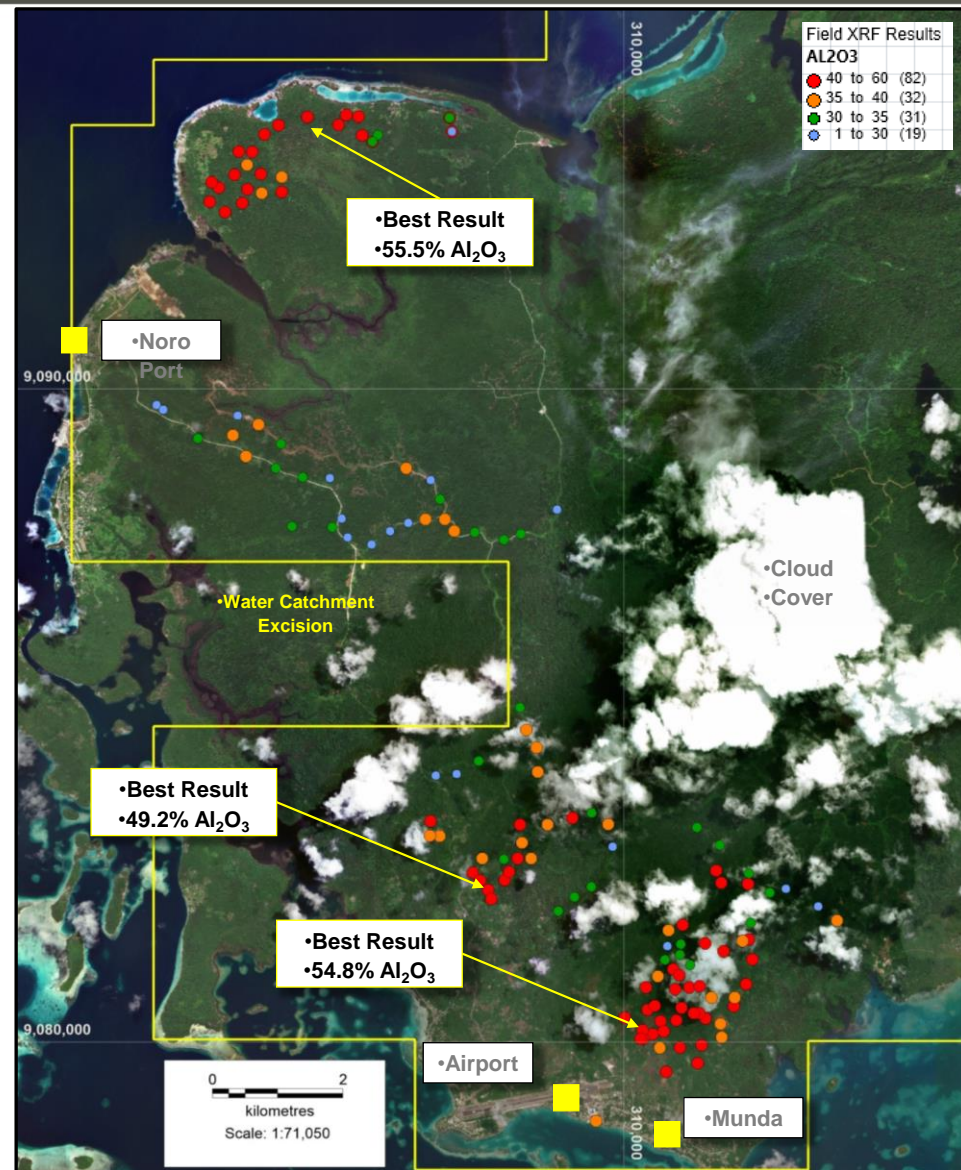 310,000
Field XRF Results
AL2O3
40 to 60 (82)
35 to 40 (32)
30 to 35 (31)
1 to 30 (19)
•Best Result
•55.5% Al₂O₃
•Noro
Port
9,090,000
•Cloud
•Cover
•Water Catchment
Excision
•Best Result
•49.2% Al₂O₃
•Best Result
•54.8% Al₂O₃
9,080,000
•Airport
0 2
kilometres
Scale: 1:71,050
310,000
•Munda